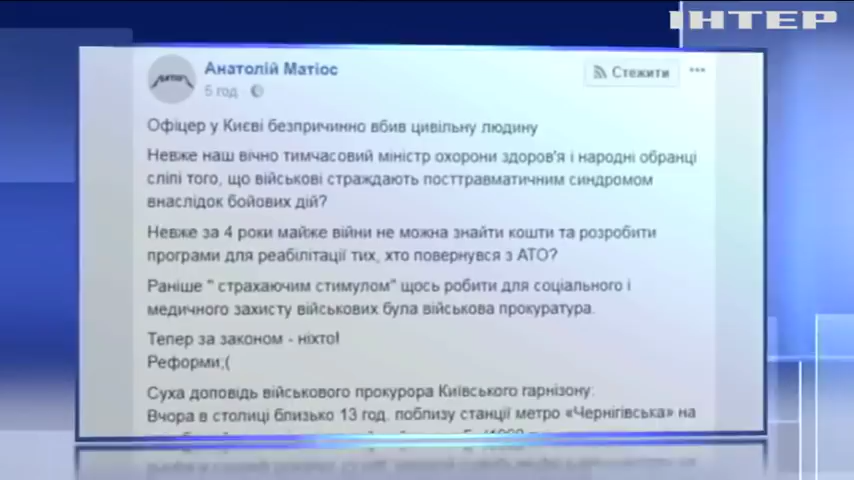 ІНТЕР
Анатолій Матіос
5 год
Стежити
Офіцер у Києві безпричинно вбив цивільну людину
Невже наш вічно тимчасовий міністр охорони здоров'я і народні обранці
сліпі того, що військові страждають посттравматичним синдромом
внаслідок бойових дій?
Невже за 4 роки майже війни не можна знайти кошти та розробити
програми для реабілітації тих, хто повернувся з АТО?
Раніше " страхаючим стимулом" щось робити для соціального і
медичного захисту військових була військова прокуратура.
Тепер за законом - ніхто!
Реформи;(
Суха доповідь військового прокурора Київського гарнізону:
Вчора в столиці близько 13 год. поблизу станції метро «Чернігівська» на